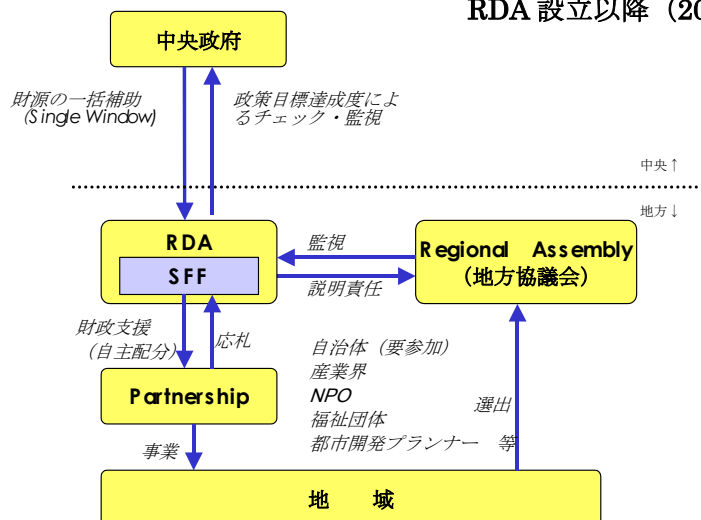 RDA 設立以降（20
中央政府
財源の一括補助
（Single Window）
政策目標達成度によ
るチェック・監視
中央↑
地方↓
RDA
SFF
監視
説明責任
Regional Assembly
（地方協議会）
財政支援
（自主配分）
応札
自治体（要参加）
産業界
NPO
福祉団体
都市開発プランナー 等
選出
Partnership
事業
地 域